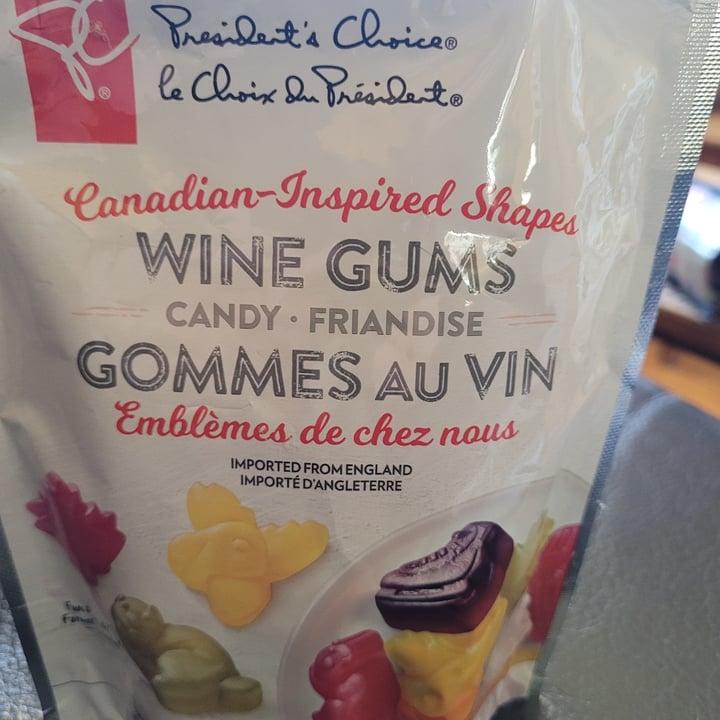 President's Choice®
le Choix du Président®
Canadian-Inspired Shapes
WINE GUMS
CANDY • FRIANDISE
GOMMES AU VIN
Emblèmes de chez nous
IMPORTED FROM ENGLAND
IMPORTÉ D'ANGLETERRE